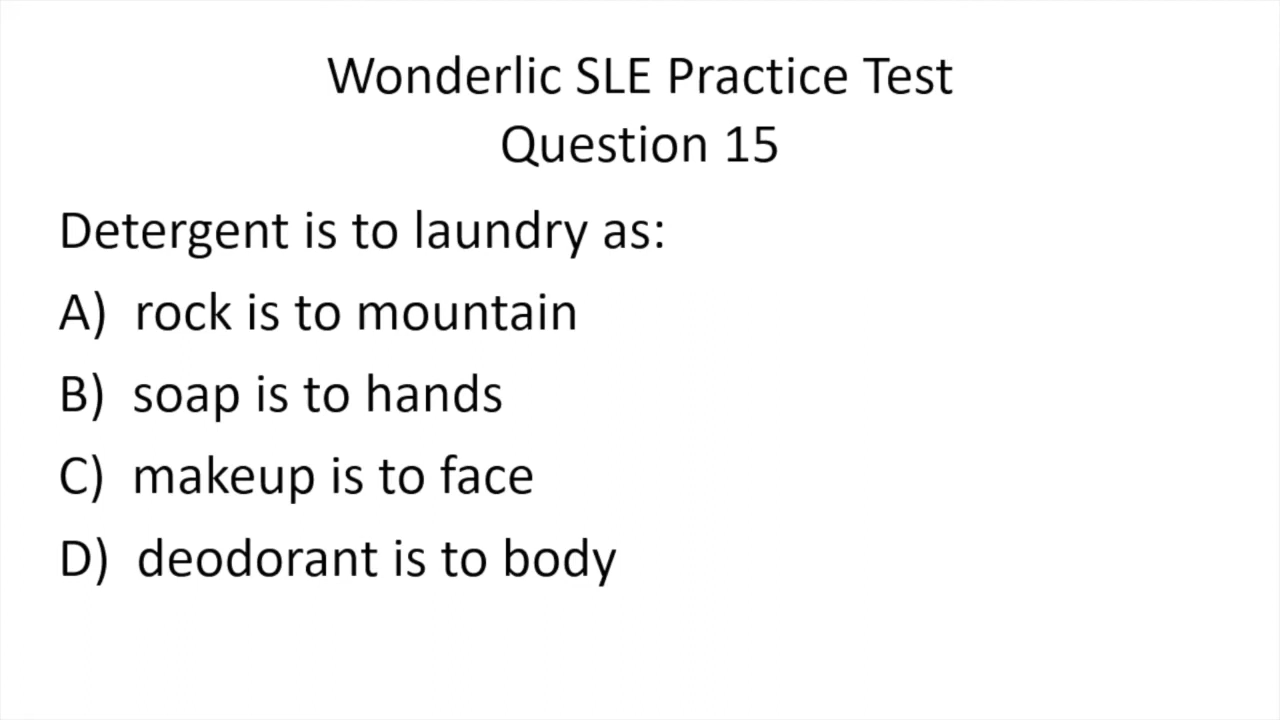 Wonderlic SLE Practice Test
Question 15
Detergent is to laundry as:
A) rock is to mountain
B) soap is to hands
C) makeup is to face
D) deodorant is to body